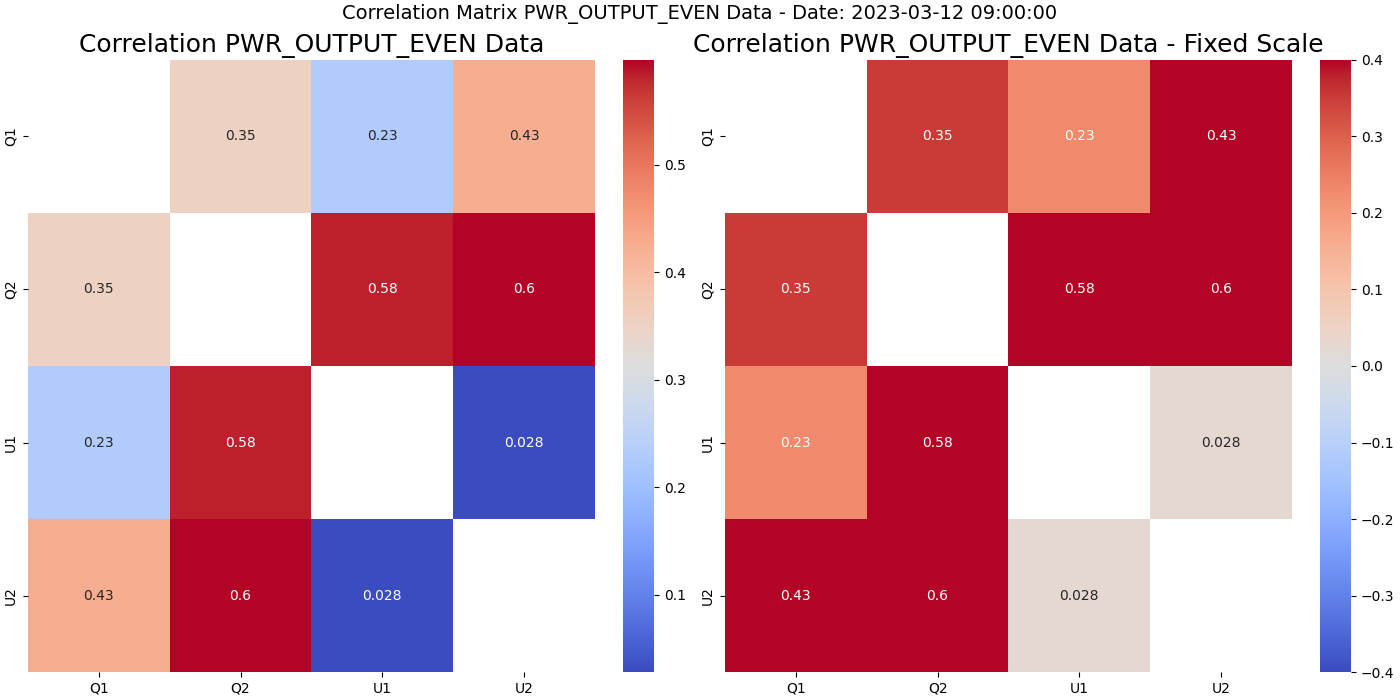 Correlation Matrix PWR_OUTPUT_EVEN Data - Date: 2023-03-12 09:00:00
Correlation PWR_OUTPUT_EVEN Data
Q1
0.35
0.23
0.43
Q2
0.35
0.58
0.6
U1
0.23
0.58
0.028
U2
0.43
0.6
0.028
Q1 Q2 U1 U2
0.5
0.4
0.3
0.2
0.1
Correlation PWR_OUTPUT_EVEN Data - Fixed Scale
Q1
0.35
0.23
0.43
Q2
0.35
0.58
0.6
U1
0.23
0.58
0.028
U2
0.43
0.6
0.028
Q1 Q2 U1 U2
0.4
0.3
0.2
0.1
0.0
−0.1
−0.2
−0.3
−0.4